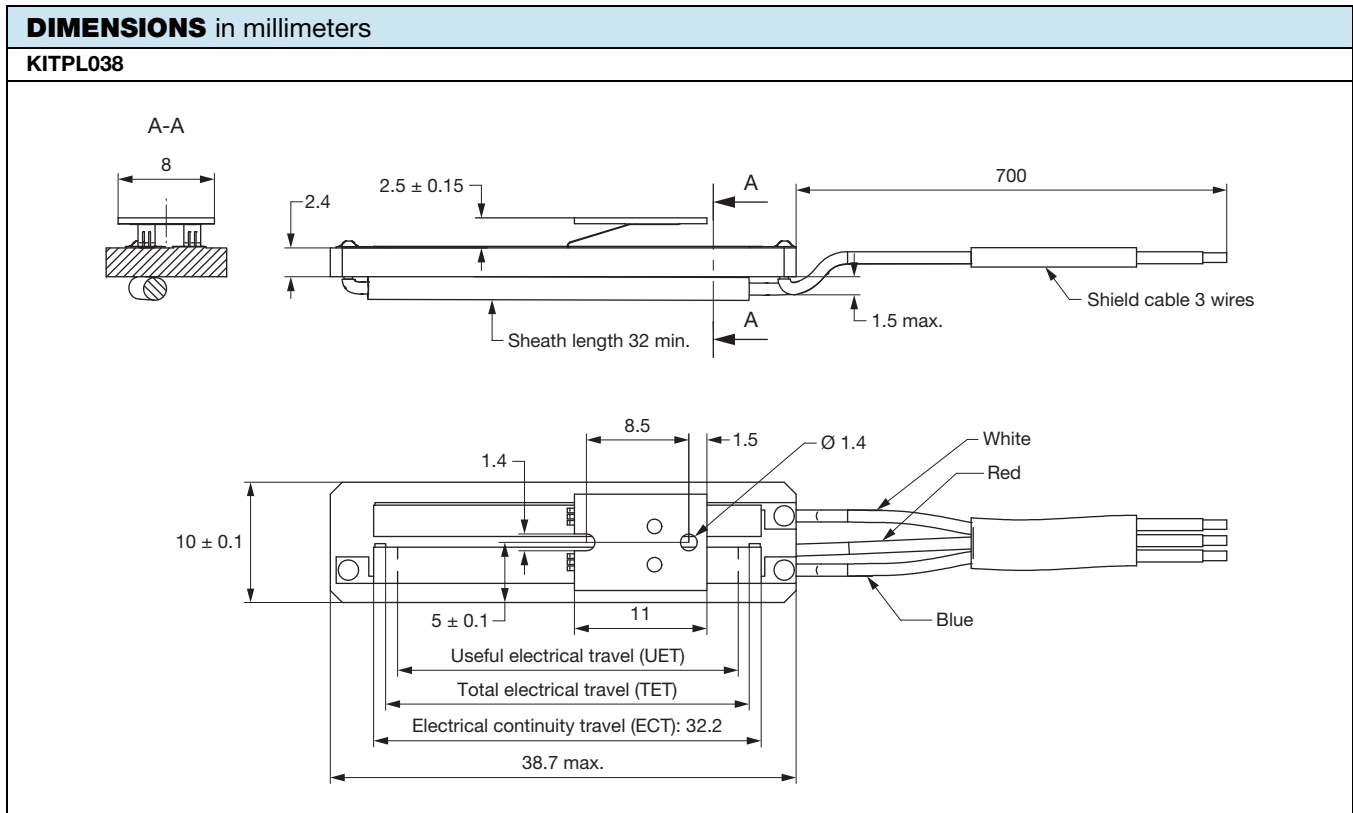 DIMENSIONS in millimeters
KITPL038
A-A
8
2.4
2.5 ± 0.15
A
700
Shield cable 3 wires
1.5 max.
A
Sheath length 32 min.
8.5
1.5
Ø 1.4
White
Red
1.4
10 ± 0.1
5 ± 0.1
11
Blue
Useful electrical travel (UET)
Total electrical travel (TET)
Electrical continuity travel (ECT): 32.2
38.7 max.